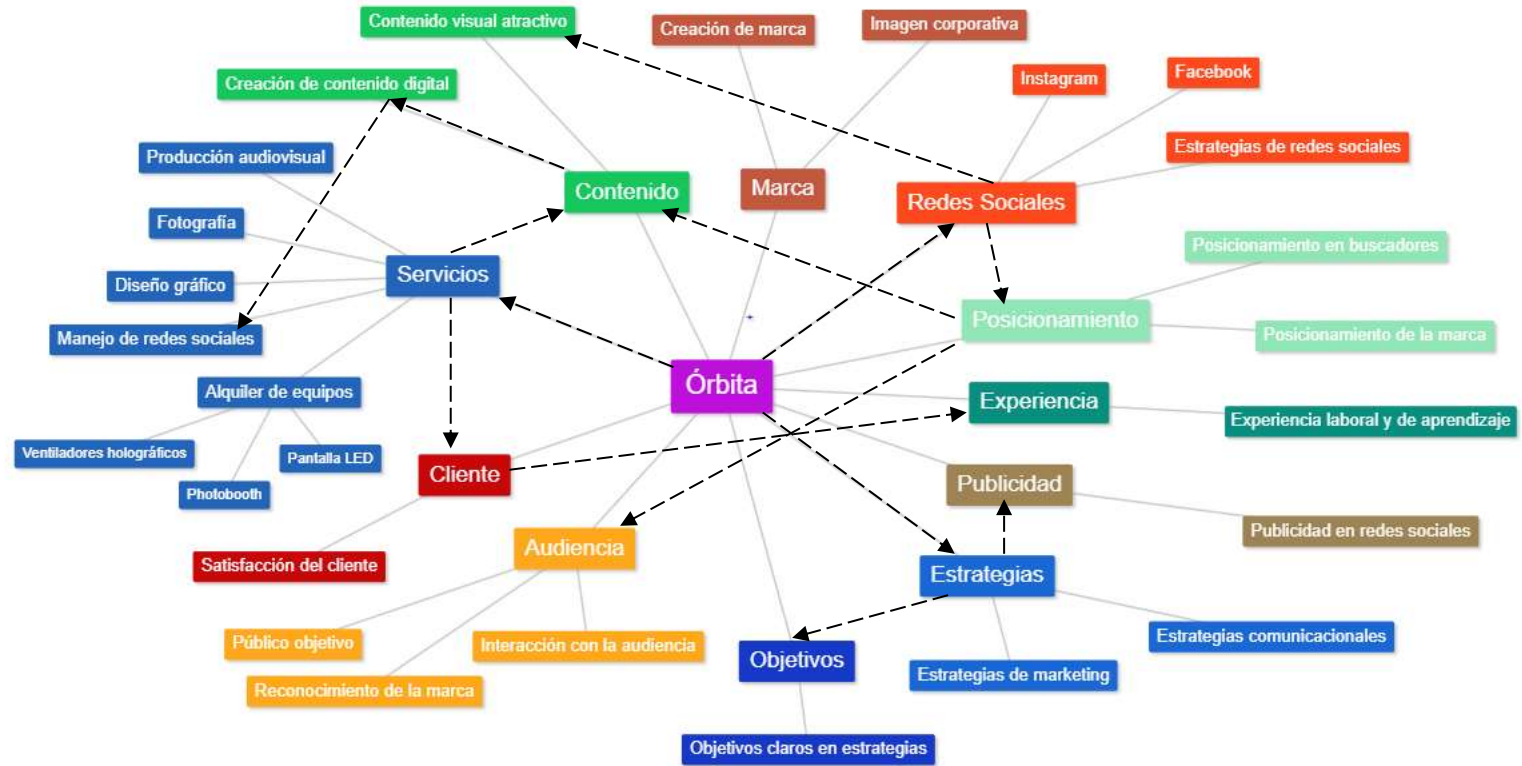 Contenido visual atractivo
Creación de marca
Imagen corporativa
Creación de contenido digital
Instagram
Facebook
Producción audiovisual
Estrategias de redes sociales
Contenido
Marca
Redes Sociales
Fotografía
Posicionamiento en buscadores
Servicios
Diseño gráfico
Posicionamiento
Manejo de redes sociales
Posicionamiento de la marca
Órbita
Alquiler de equipos
Experiencia
Experiencia laboral y de aprendizaje
Ventiladores holográficos
Pantalla LED
Photobooth
Cliente
Publicidad
Publicidad en redes sociales
Audiencia
Satisfacción del cliente
Estrategias
Público objetivo
Interacción con la audiencia
Estrategias comunicacionales
Objetivos
Estrategias de marketing
Reconocimiento de la marca
Objetivos claros en estrategias